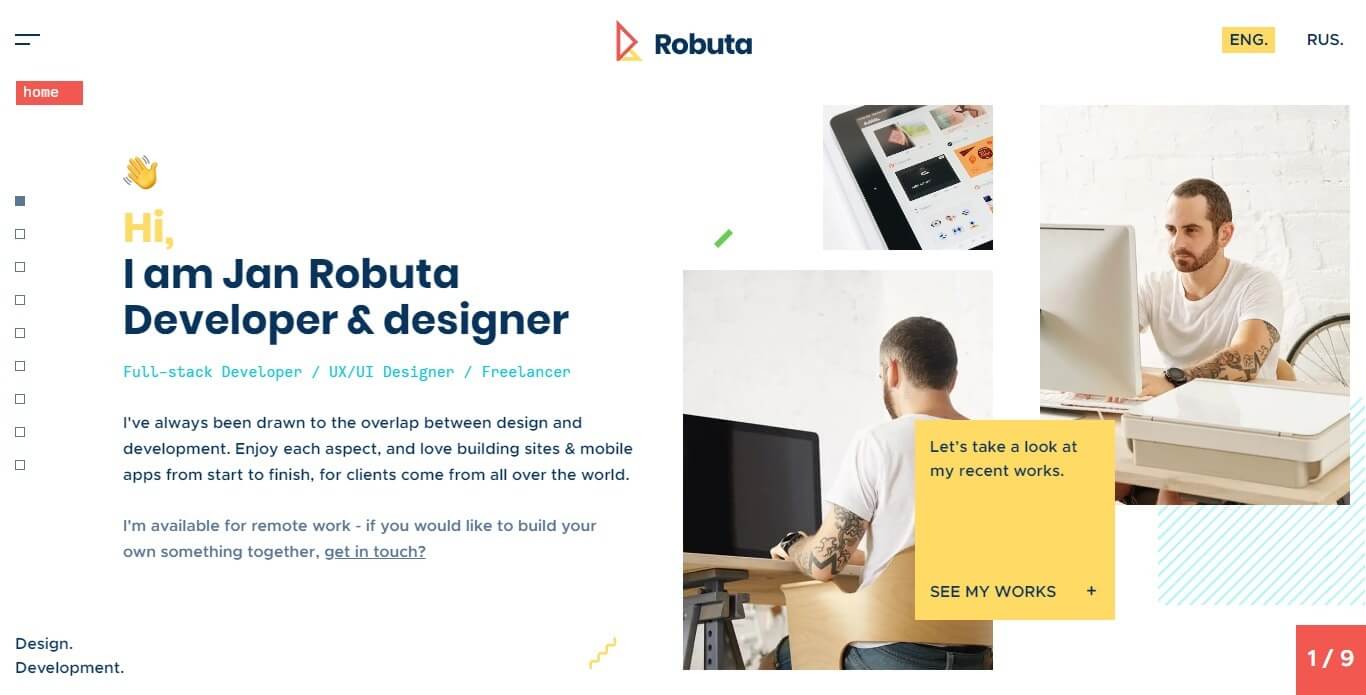 Robuta
ENG.
RUS.
home
Hi,
I am Jan Robuta
Developer & designer
Full-stack Developer / UX/UI Designer / Freelancer
I've always been drawn to the overlap between design and
development. Enjoy each aspect, and love building sites & mobile
apps from start to finish, for clients come from all over the world.
I'm available for remote work - if you would like to build your
own something together, get in touch?
Let's take a look at
my recent works.
SEE MY WORKS +
Design.
Development.
1 / 9